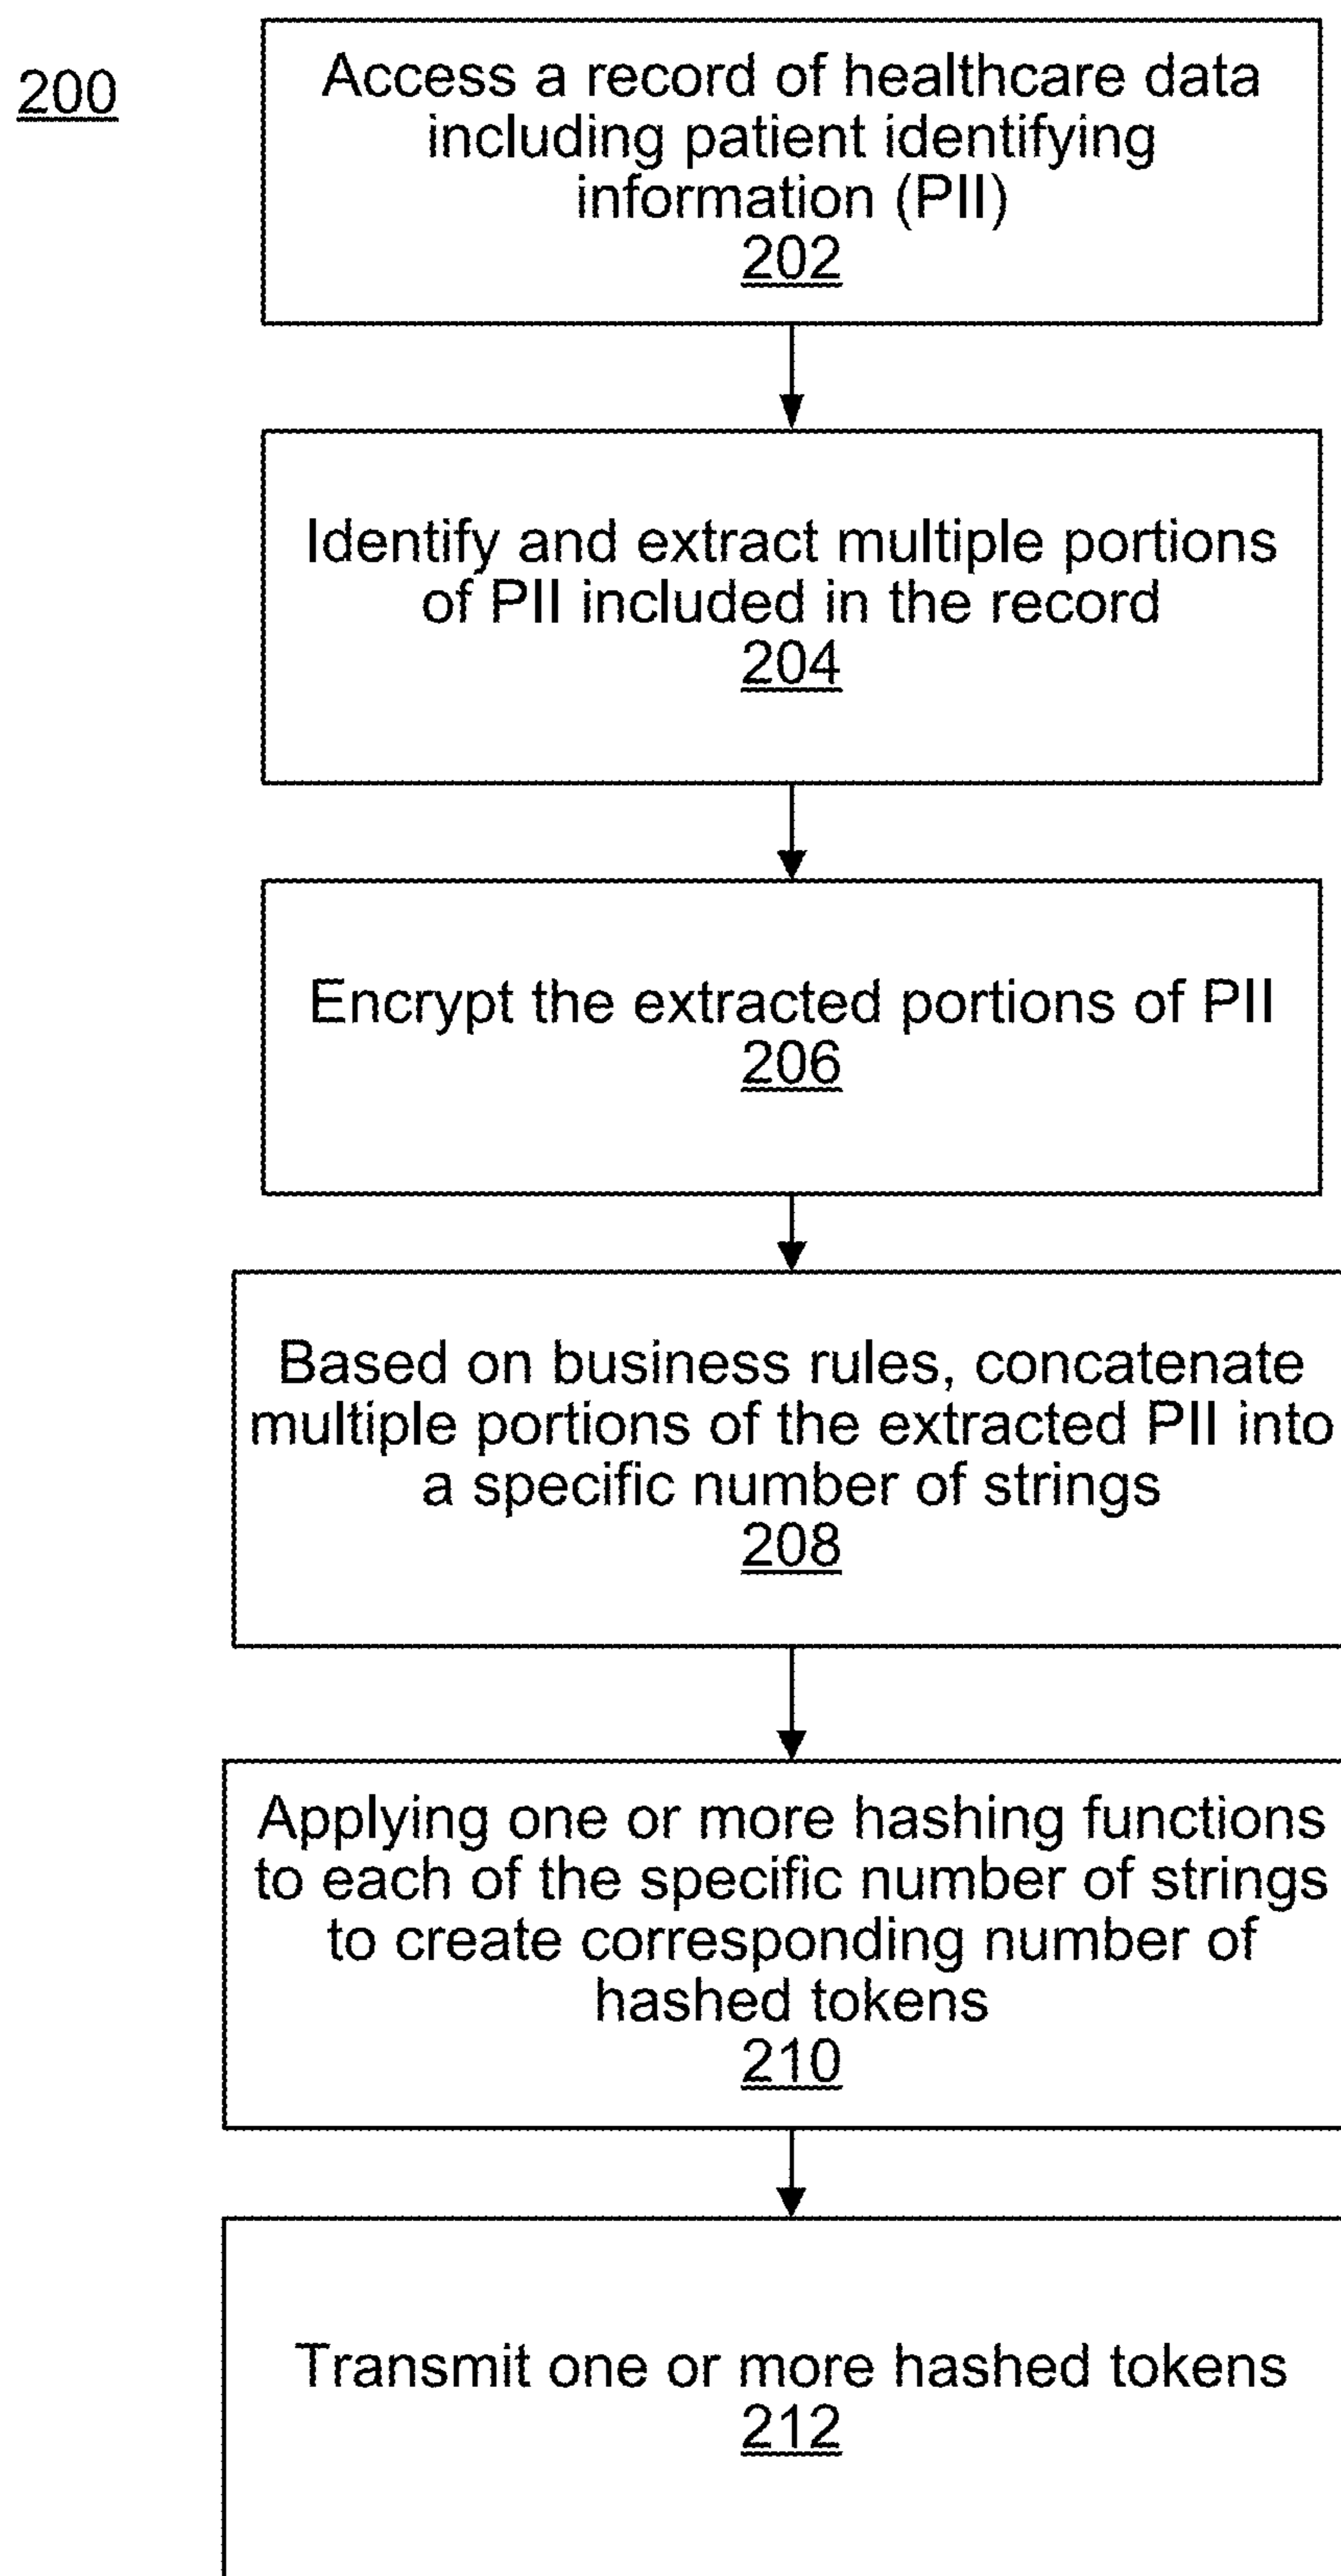 200
Access a record of healthcare data
including patient identifying
information (PII)
202
Identify and extract multiple portions
of PII included in the record
204
Encrypt the extracted portions of PII
206
Based on business rules, concatenate
multiple portions of the extracted PII into
a specific number of strings
208
Applying one or more hashing functions
to each of the specific number of strings
to create corresponding number of
hashed tokens
210
Transmit one or more hashed tokens
212